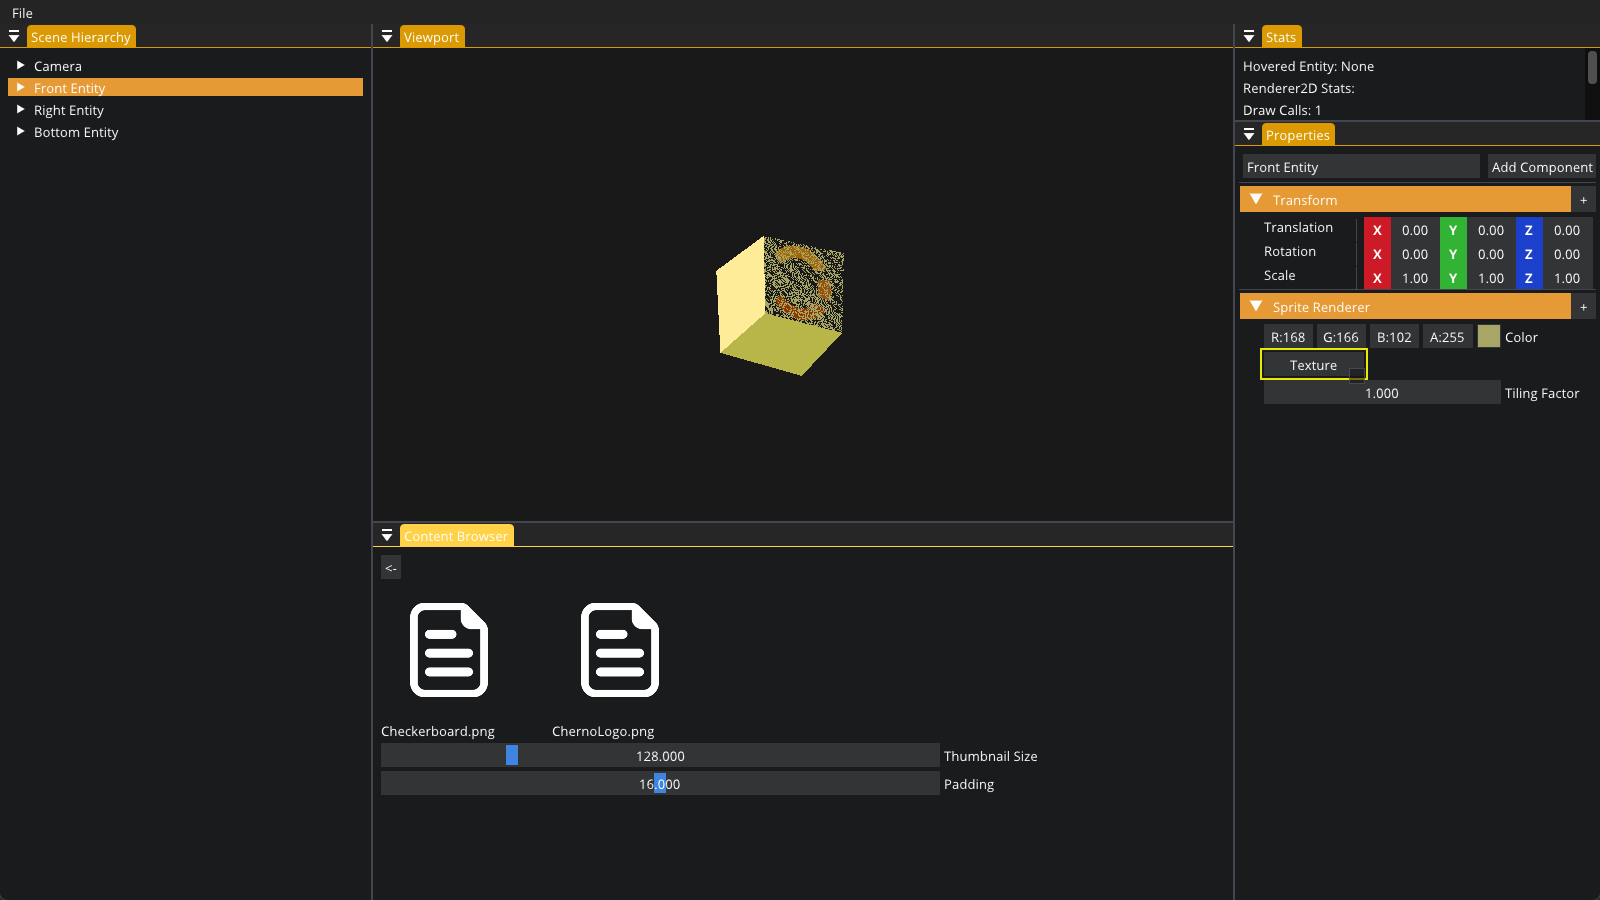 File
Scene Hierarchy
Camera
Front Entity
Right Entity
Bottom Entity
Viewport
Content Browser
<-
Checkerboard.png ChernoLogo.png
128.000 Thumbnail Size
16.000 Padding
Stats
Hovered Entity: None
Renderer2D Stats:
Draw Calls: 1
Properties
Front Entity Add Component
Transform +
Translation X 0.00 Y 0.00 Z 0.00
Rotation X 0.00 Y 0.00 Z 0.00
Scale X 1.00 Y 1.00 Z 1.00
Sprite Renderer +
R:168 G:166 B:102 A:255 Color
Texture
1.000 Tiling Factor